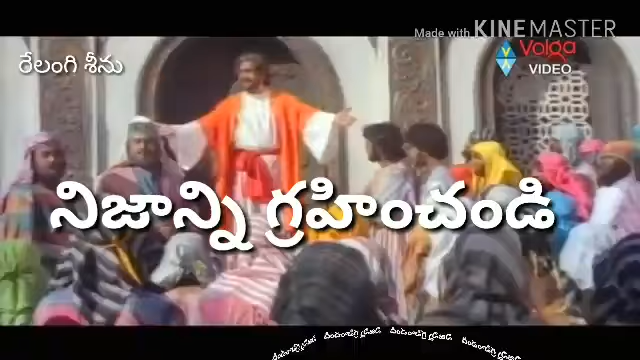 Made with KINEMASTER
రేలంగి శీను
Volga
VIDEO
నిజాన్ని గ్రహించండి